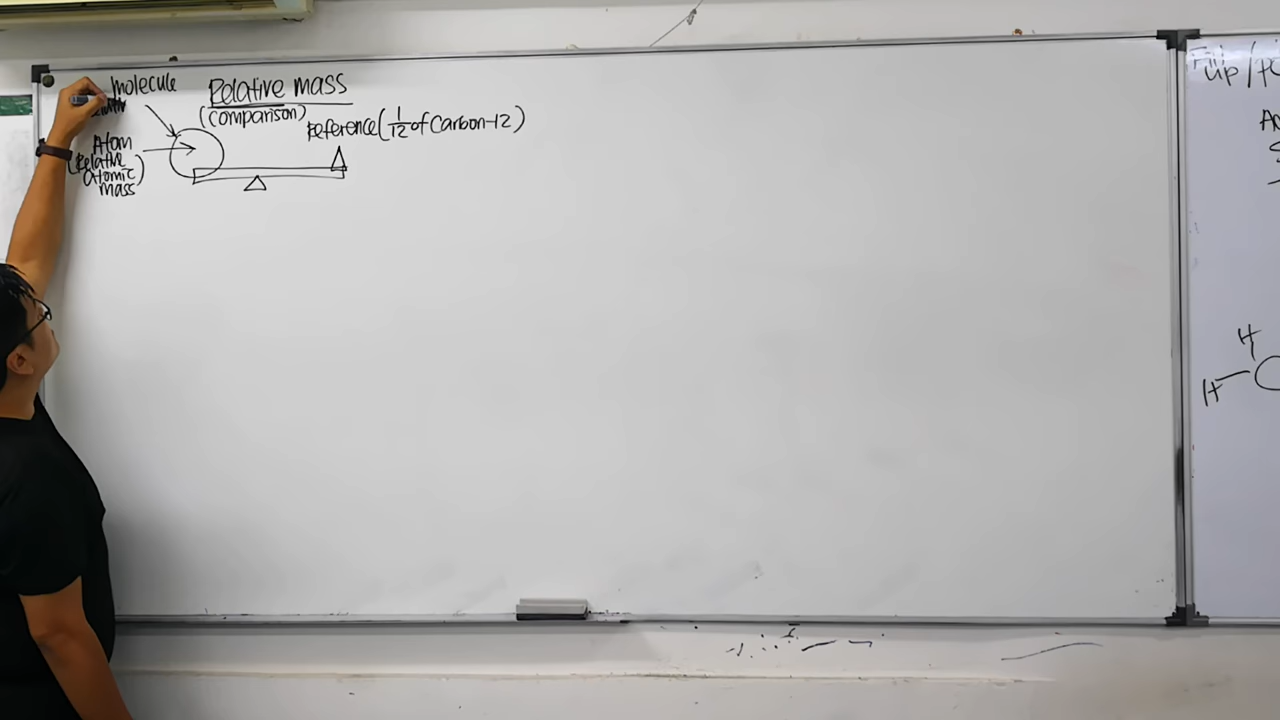 molecule
Relative mass
(comparison)
Reference (1/12 of Carbon-12)
Atom
(Relative
atomic
mass)
Fill
up /
H
H